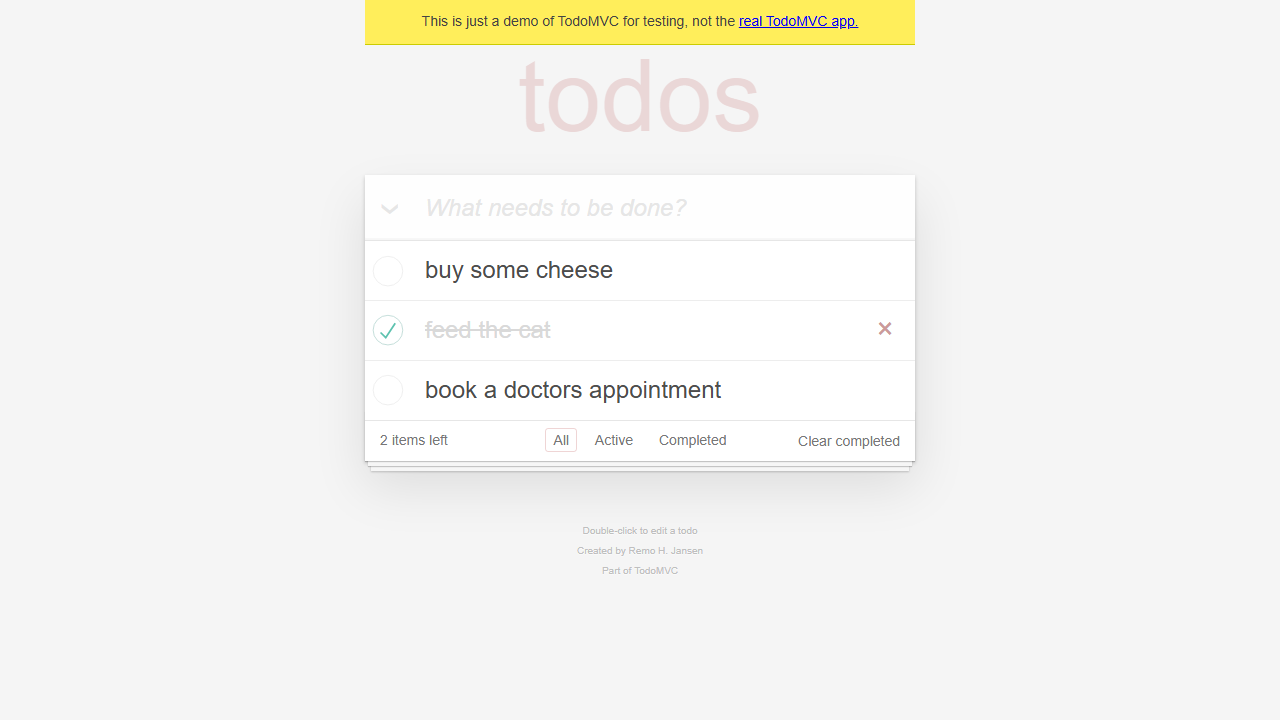 This is just a demo of TodoMVC for testing, not the real TodoMVC app.
todos
What needs to be done?
buy some cheese
feed the cat
book a doctors appointment
2 items left All Active Completed Clear completed
Double-click to edit a todo
Created by Remo H. Jansen
Part of TodoMVC